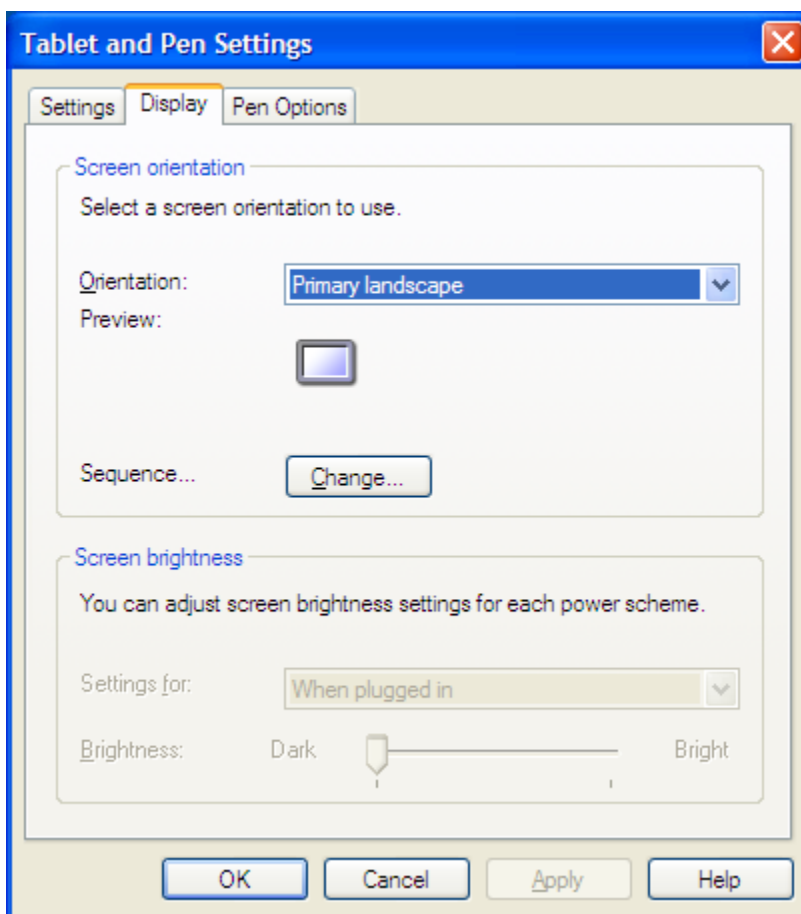 Tablet and Pen Settings
Settings Display Pen Options
Screen orientation
Select a screen orientation to use.
Orientation: Primary landscape
Preview:
Sequence... Change...
Screen brightness
You can adjust screen brightness settings for each power scheme.
Settings for: When plugged in
Brightness: Dark Bright
OK Cancel Apply Help